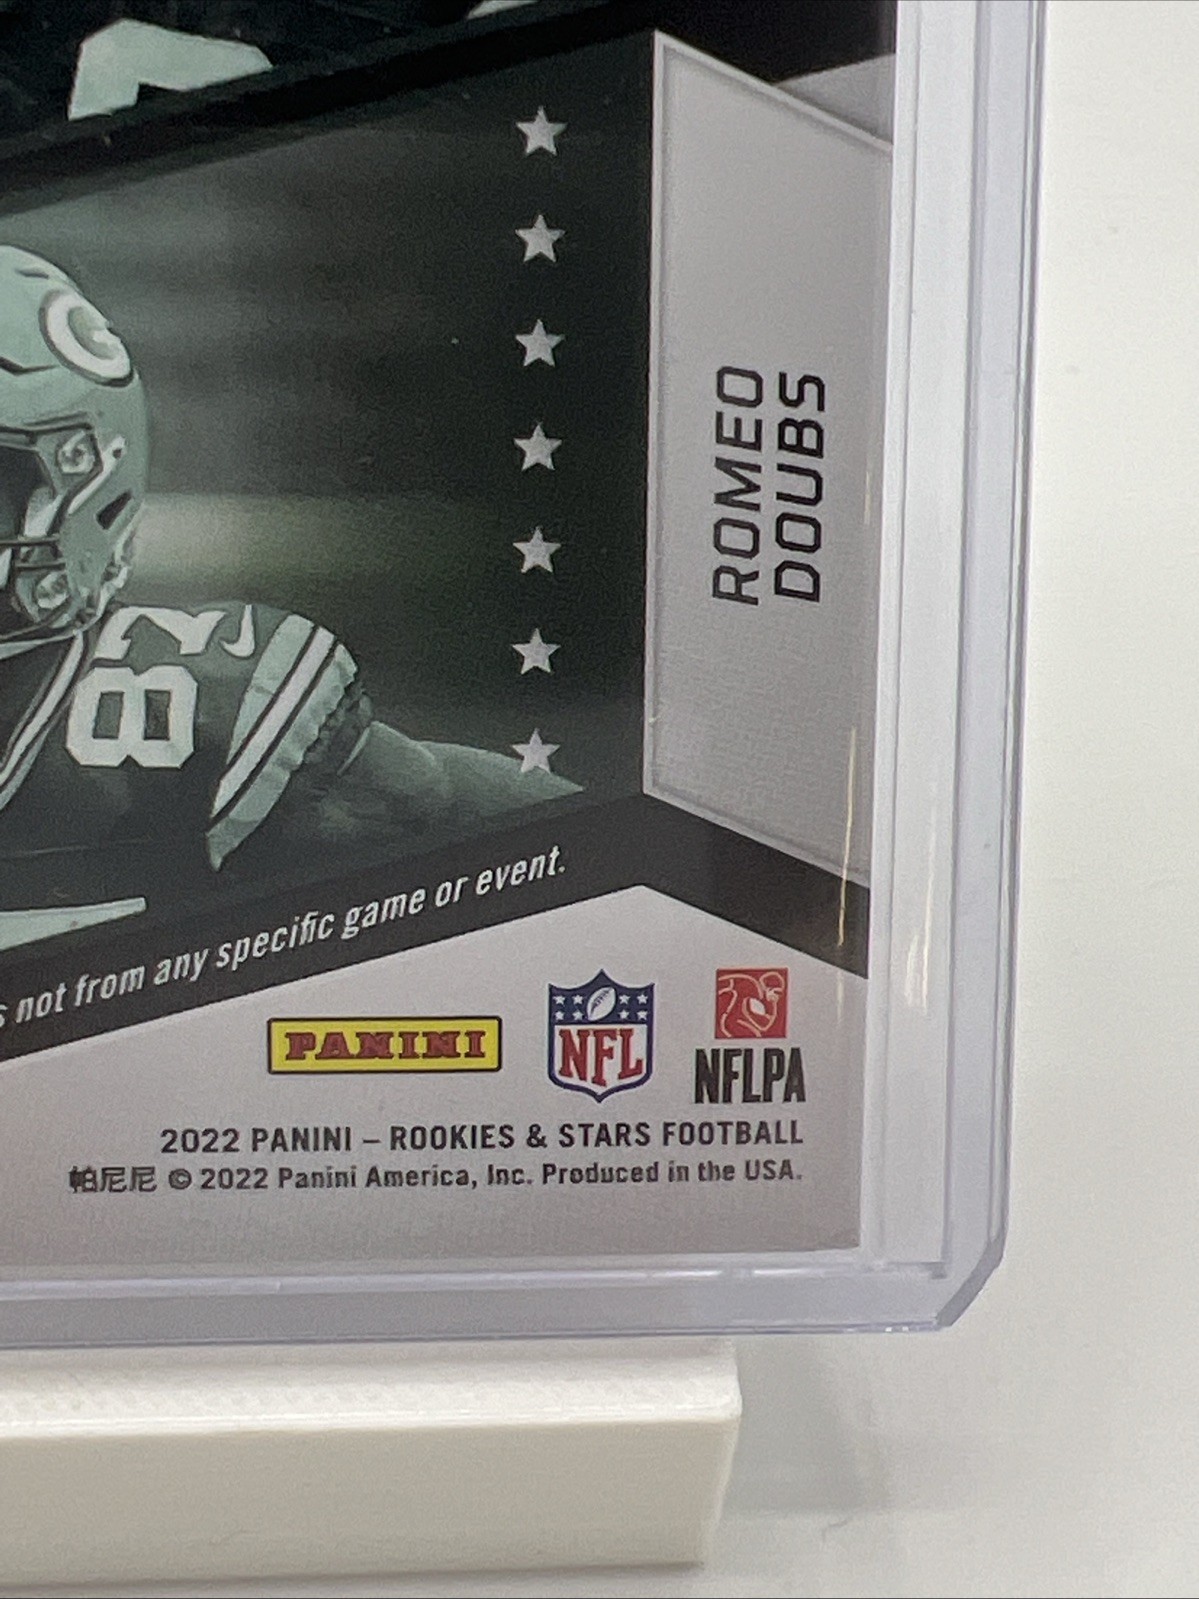 ROMEO
DOUBS
87
not from any specific game or event.
PANINI
NFL
NFLPA
2022 PANINI – ROOKIES & STARS FOOTBALL
帕尼尼 © 2022 Panini America, Inc. Produced in the USA.